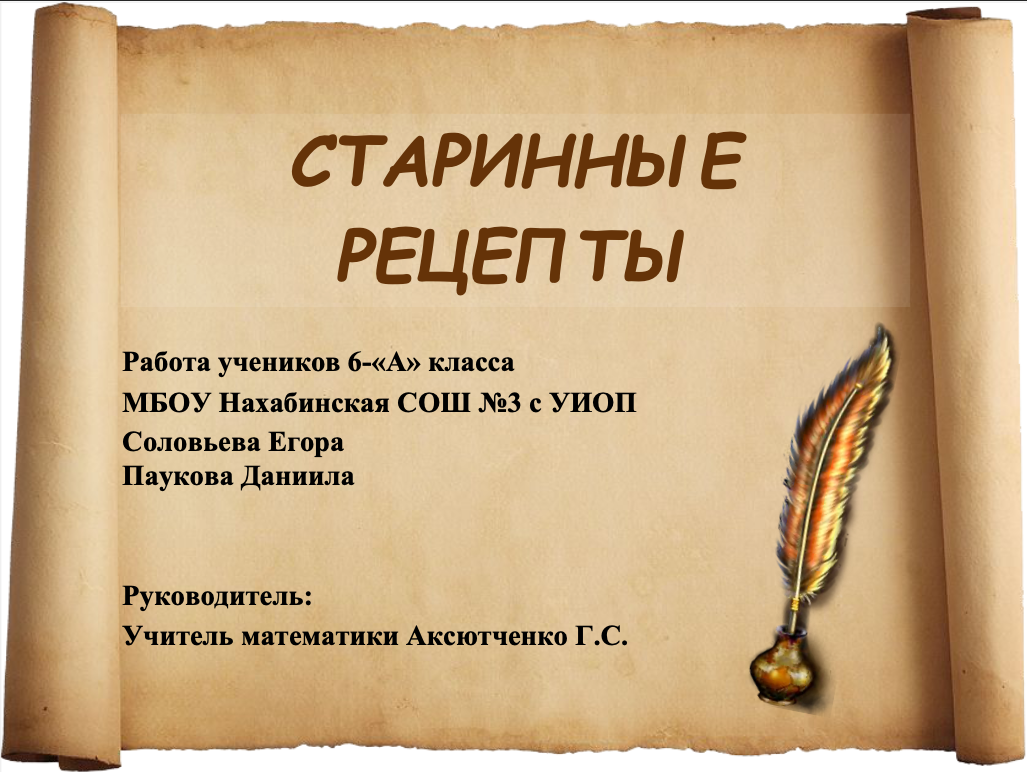 СТАРИННЫЕ
РЕЦЕПТЫ
Работа учеников 6-«А» класса
МБОУ Нахабинская СОШ №3 с УИОП
Соловьева Егора
Паукова Даниила
Руководитель:
Учитель математики Аксютченко Г.С.